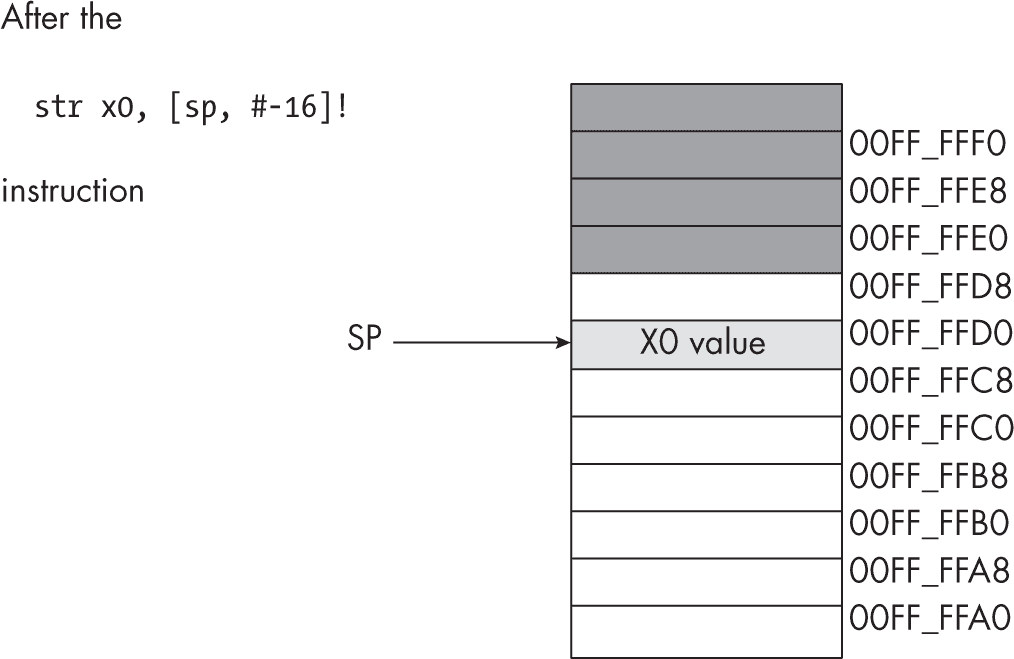 After the
str x0, [sp, #-16]!
instruction
00FF_FFF0
00FF_FFE8
00FF_FFE0
00FF_FFD8
SP
X0 value
00FF_FFD0
00FF_FFC8
00FF_FFC0
00FF_FFB8
00FF_FFB0
00FF_FFA8
00FF_FFA0